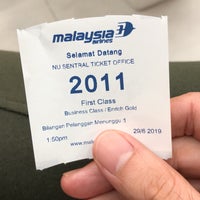 malaysia
airlines
Selamat Datang
NU SENTRAL TICKET OFFICE
2011
First Class
Business Class / Enrich Gold
Bilangan Pelanggan Menunggu 1
1:50pm 29/6/2019